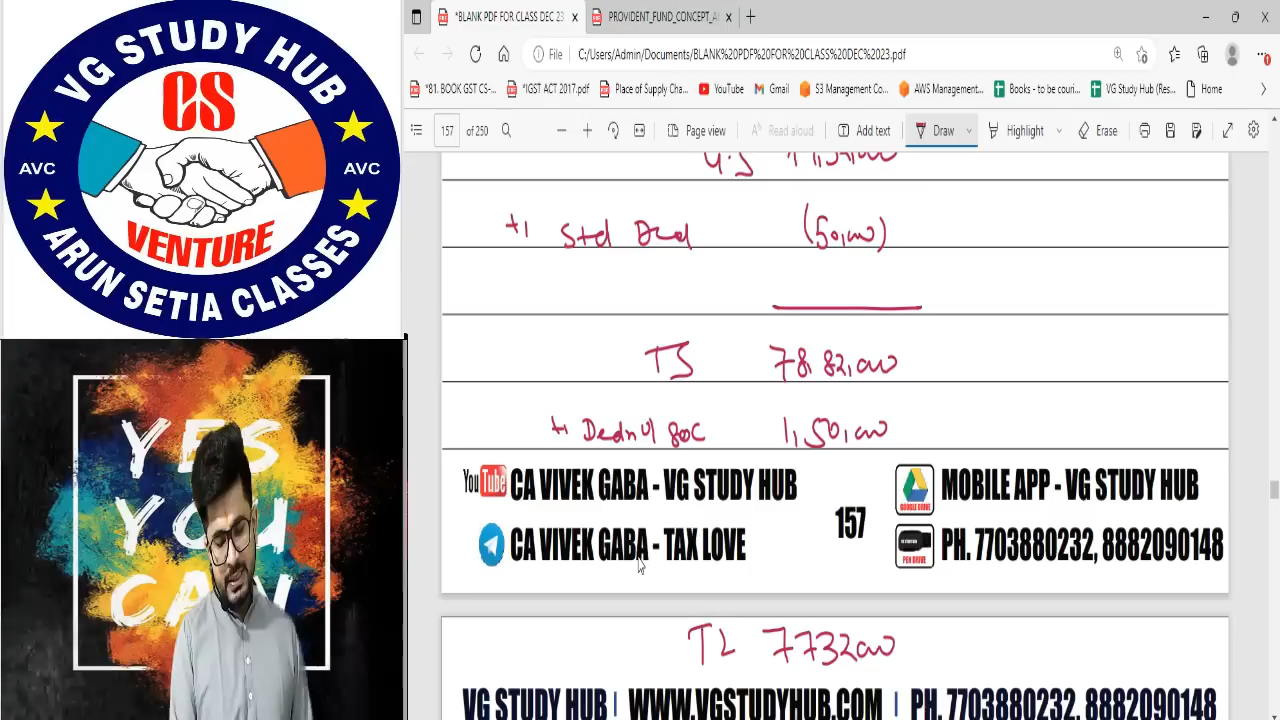 VG STUDY HUB
CS
AVC
AVC
VENTURE
ARUN SETIA CLASSES
YES
YOU
CAN
*BLANK PDF FOR CLASS DEC 23
PROVIDENT_FUND_CONCEPT_A
File
C:/Users/Admin/Documents/BLANK%20PDF%20FOR%20CLASS%20DEC%2023.pdf
*81. BOOK GST CS-...
*IGST ACT 2017.pdf
Place of Supply Cha...
YouTube
Gmail
S3 Management Co...
AWS Management...
Books - to be couri...
VG Study Hub (Res...
Home
157 of 250
Page view
Read aloud
Add text
Draw
Highlight
Erase
Std Ded (50,000)
TS 78,82,000
Dedn u/ 80C 1,50,000
YouTube CA VIVEK GABA - VG STUDY HUB
GOOGLE DRIVE MOBILE APP - VG STUDY HUB
157
CA VIVEK GABA - TAX LOVE
PEN DRIVE PH. 7703880232, 8882090148
7732000
VG STUDY HUB | WWW.VGSTUDYHUB.COM | PH. 7703880232, 8882090148